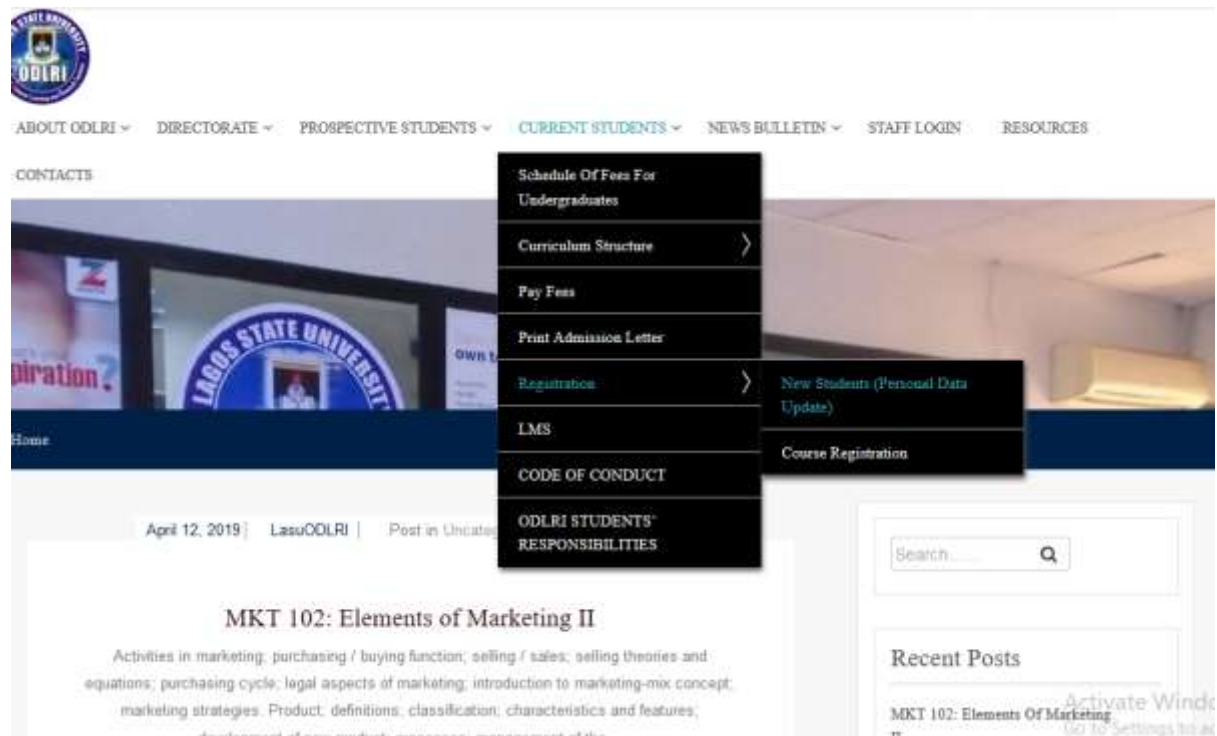 ODLRI
ABOUT ODLRI
DIRECTORATE
PROSPECTIVE STUDENTS
CURRENT STUDENTS
NEWS BULLETIN
STAFF LOGIN
RESOURCES
CONTACTS
Schedule Of Fees For
Undergraduates
Curriculum Structure
Pay Fees
Print Admission Letter
Registration
New Students (Personal Data
Update)
Course Registration
LMS
CODE OF CONDUCT
ODLRI STUDENTS'
RESPONSIBILITIES
piration?
LAGOS STATE
own t
Home
April 12, 2019 | LasuODLRI | Post in Uncateg
Search......
MKT 102: Elements of Marketing II
Activities in marketing; purchasing / buying function; selling / sales; selling theories and
equations; purchasing cycle; legal aspects of marketing; introduction to marketing-mix concept;
marketing strategies. Product; definitions; classification; characteristics and features;
Recent Posts
MKT 102: Elements Of Marketing
II
Activate Windo
Go to Settings to ac